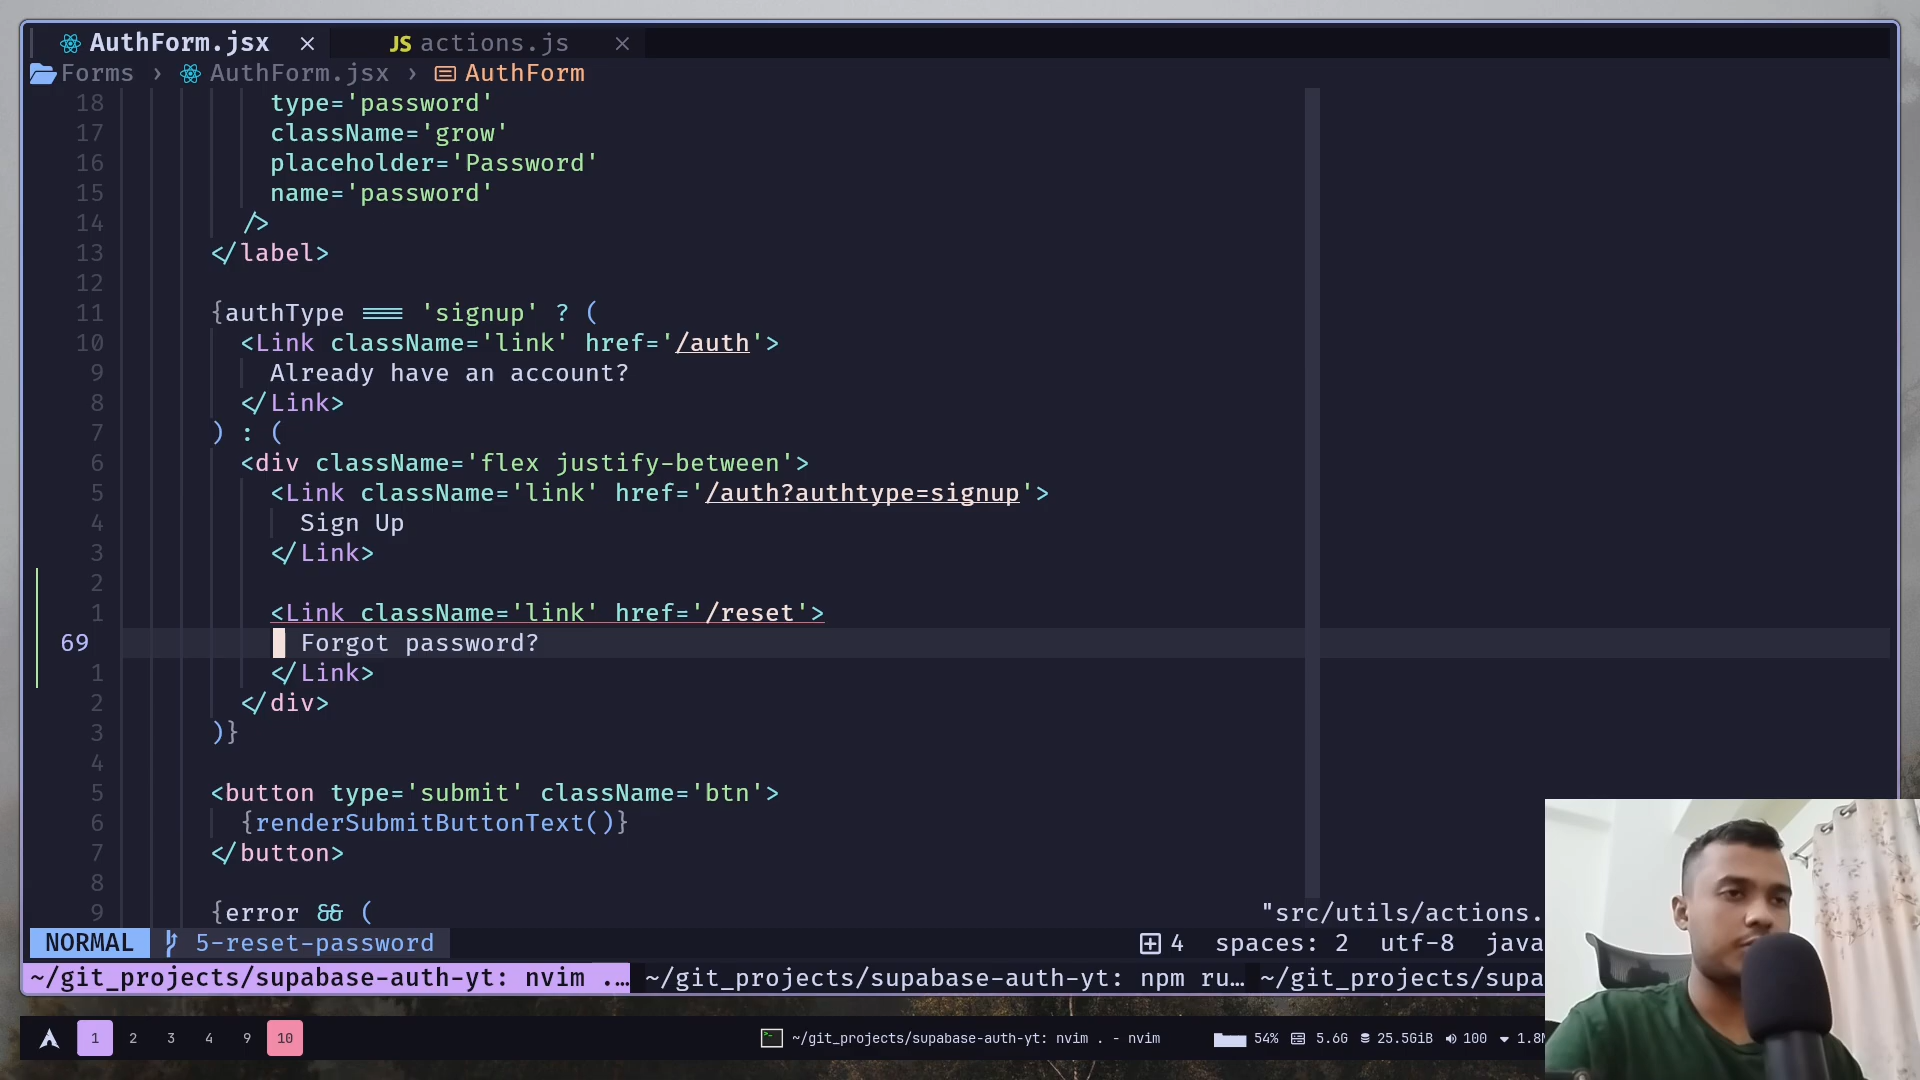 AuthForm.jsx × JS actions.js ×
Forms › AuthForm.jsx › AuthForm
18 type='password'
17 className='grow'
16 placeholder='Password'
15 name='password'
14 />
13 </label>
12
11 {authType === 'signup' ? (
10 <Link className='link' href='/auth'>
9 Already have an account?
8 </Link>
7 ) : (
6 <div className='flex justify-between'>
5 <Link className='link' href='/auth?authtype=signup'>
4 Sign Up
3 </Link>
2
1 <Link className='link' href='/reset'>
69 Forgot password?
1 </Link>
2 </div>
3 )}
4
5 <button type='submit' className='btn'>
6 {renderSubmitButtonText()}
7 </button>
8
9 {error && ( "src/utils/actions.
NORMAL 5-reset-password 4 spaces: 2 utf-8 java
~/git_projects/supabase-auth-yt: nvim .… ~/git_projects/supabase-auth-yt: npm ru… ~/git_projects/supa
1 2 3 4 9 10 ~/git_projects/supabase-auth-yt: nvim . - nvim 54% 5.6G 25.5GiB 100 1.8M